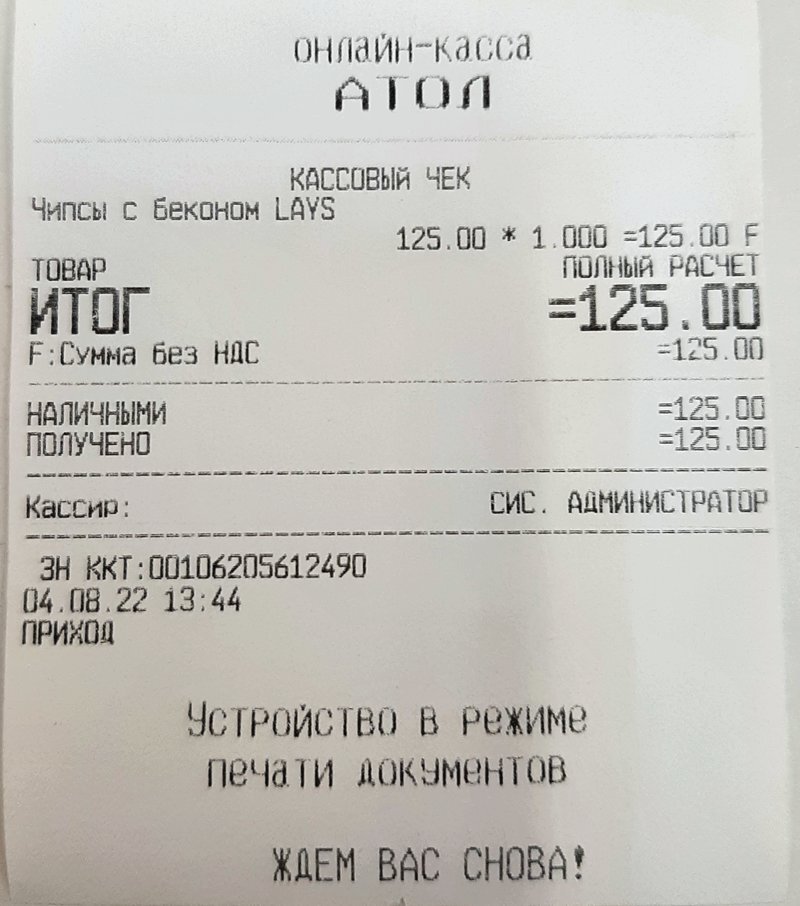 онлайн-касса
АТОЛ
КАССОВЫЙ ЧЕК
Чипсы с беконом LAYS
125.00 * 1.000 =125.00 F
ТОВАР ПОЛНЫЙ РАСЧЕТ
ИТОГ =125.00
F:Сумма без НДС =125.00
НАЛИЧНЫМИ =125.00
ПОЛУЧЕНО =125.00
Кассир: СИС. АДМИНИСТРАТОР
ЗН ККТ:00106205612490
04.08.22 13:44
ПРИХОД
Устройство в режиме
печати документов
ЖДЕМ ВАС СНОВА!